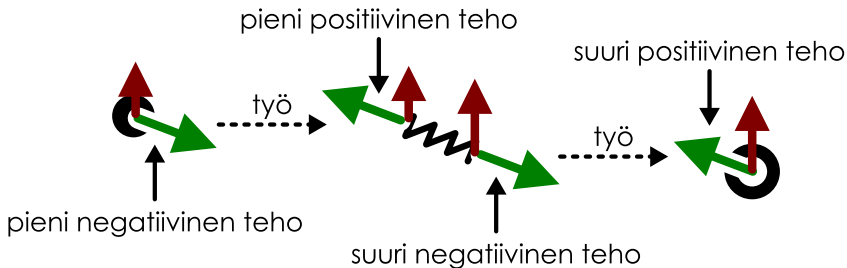 pieni positiivinen teho
suuri positiivinen teho
työ
työ
pieni negatiivinen teho
suuri negatiivinen teho